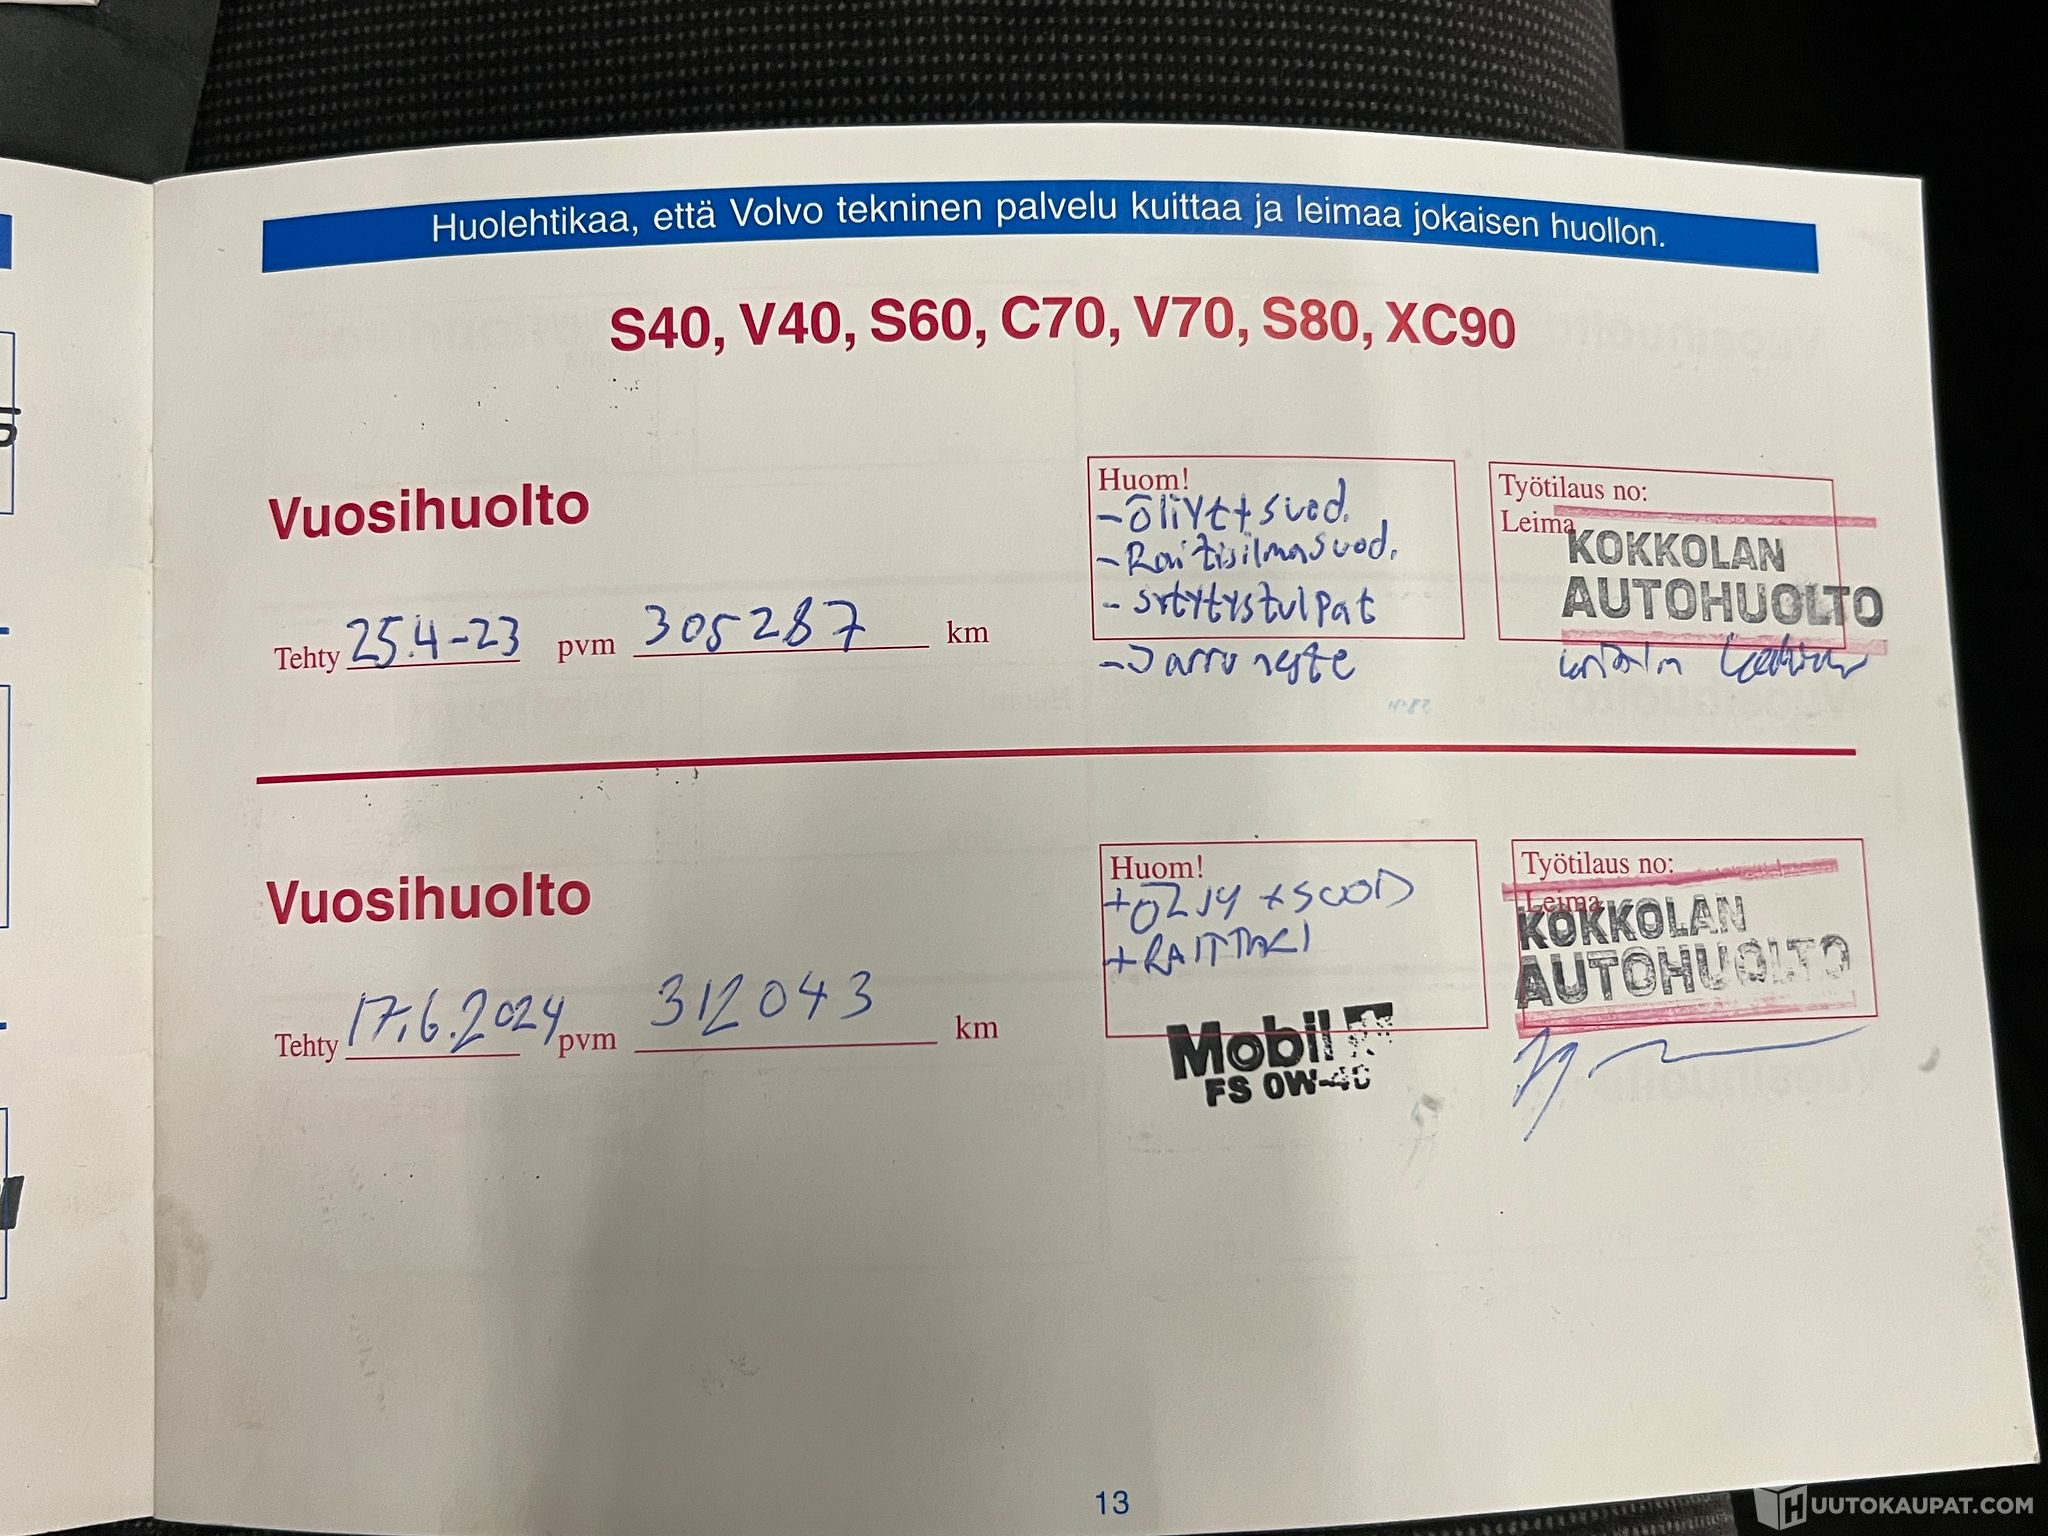 Huolehtikaa, että Volvo tekninen palvelu kuittaa ja leimaa jokaisen huollon.
S40, V40, S60, C70, V70, S80, XC90
Vuosihuolto
Tehty 25.4-23 pvm 305287 km
Huom!
- Öljyt + suod.
- Raitisilmasuod.
- sytytystulpat
- Jarruneste
Työtilaus no:
Leima
KOKKOLAN
AUTOHUOLTO
Vuosihuolto
Tehty 17.6.2024 pvm 312043 km
Huom!
+ ÖLJY + SUOD
+ RAITTARI
Mobil 1
FS 0W-40
Työtilaus no:
Leima
KOKKOLAN
AUTOHUOLTO
13
HUUTOKAUPAT.COM